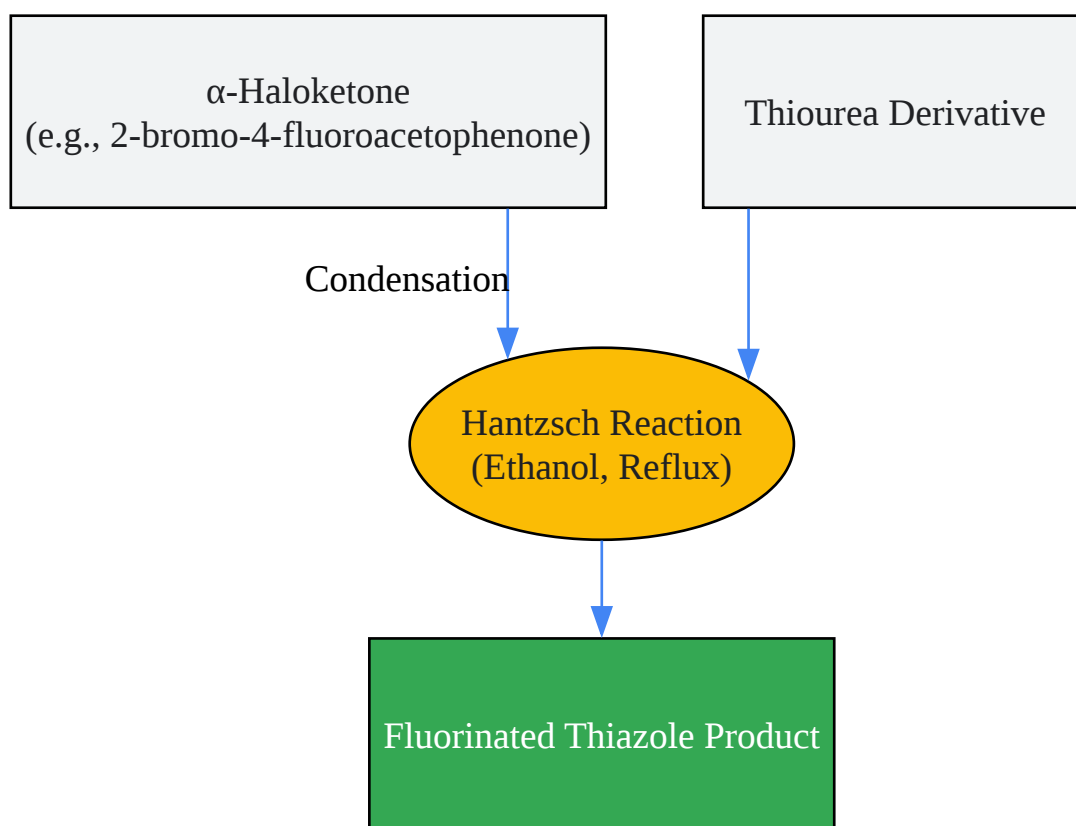 α-Haloketone
(e.g., 2-bromo-4-fluoroacetophenone)
Thiourea Derivative
Condensation
Hantzsch Reaction
(Ethanol, Reflux)
Fluorinated Thiazole Product